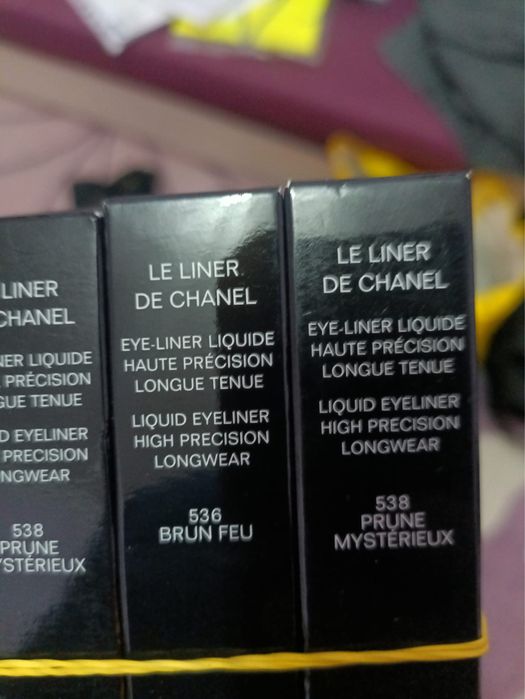 LINER
CHANEL
NER LIQUIDE
PRÉCISION
GUE TENUE
D EYELINER
PRECISION
NGWEAR
538
PRUNE
YSTÉRIEUX
LE LINER
DE CHANEL
EYE-LINER LIQUIDE
HAUTE PRÉCISION
LONGUE TENUE
LIQUID EYELINER
HIGH PRECISION
LONGWEAR
536
BRUN FEU
LE LINER
DE CHANEL
EYE-LINER LIQUIDE
HAUTE PRÉCISION
LONGUE TENUE
LIQUID EYELINER
HIGH PRECISION
LONGWEAR
538
PRUNE
MYSTÉRIEUX